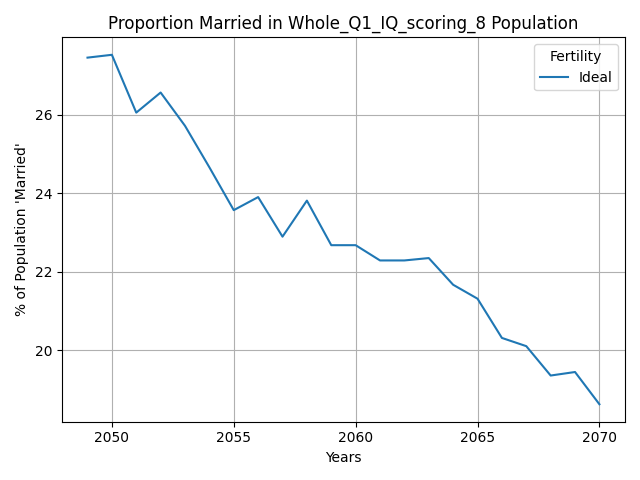 Proportion Married in Whole_Q1_IQ_scoring_8 Population
Fertility
Ideal
% of Population 'Married'
26
24
22
20
2050 2055 2060 2065 2070
Years